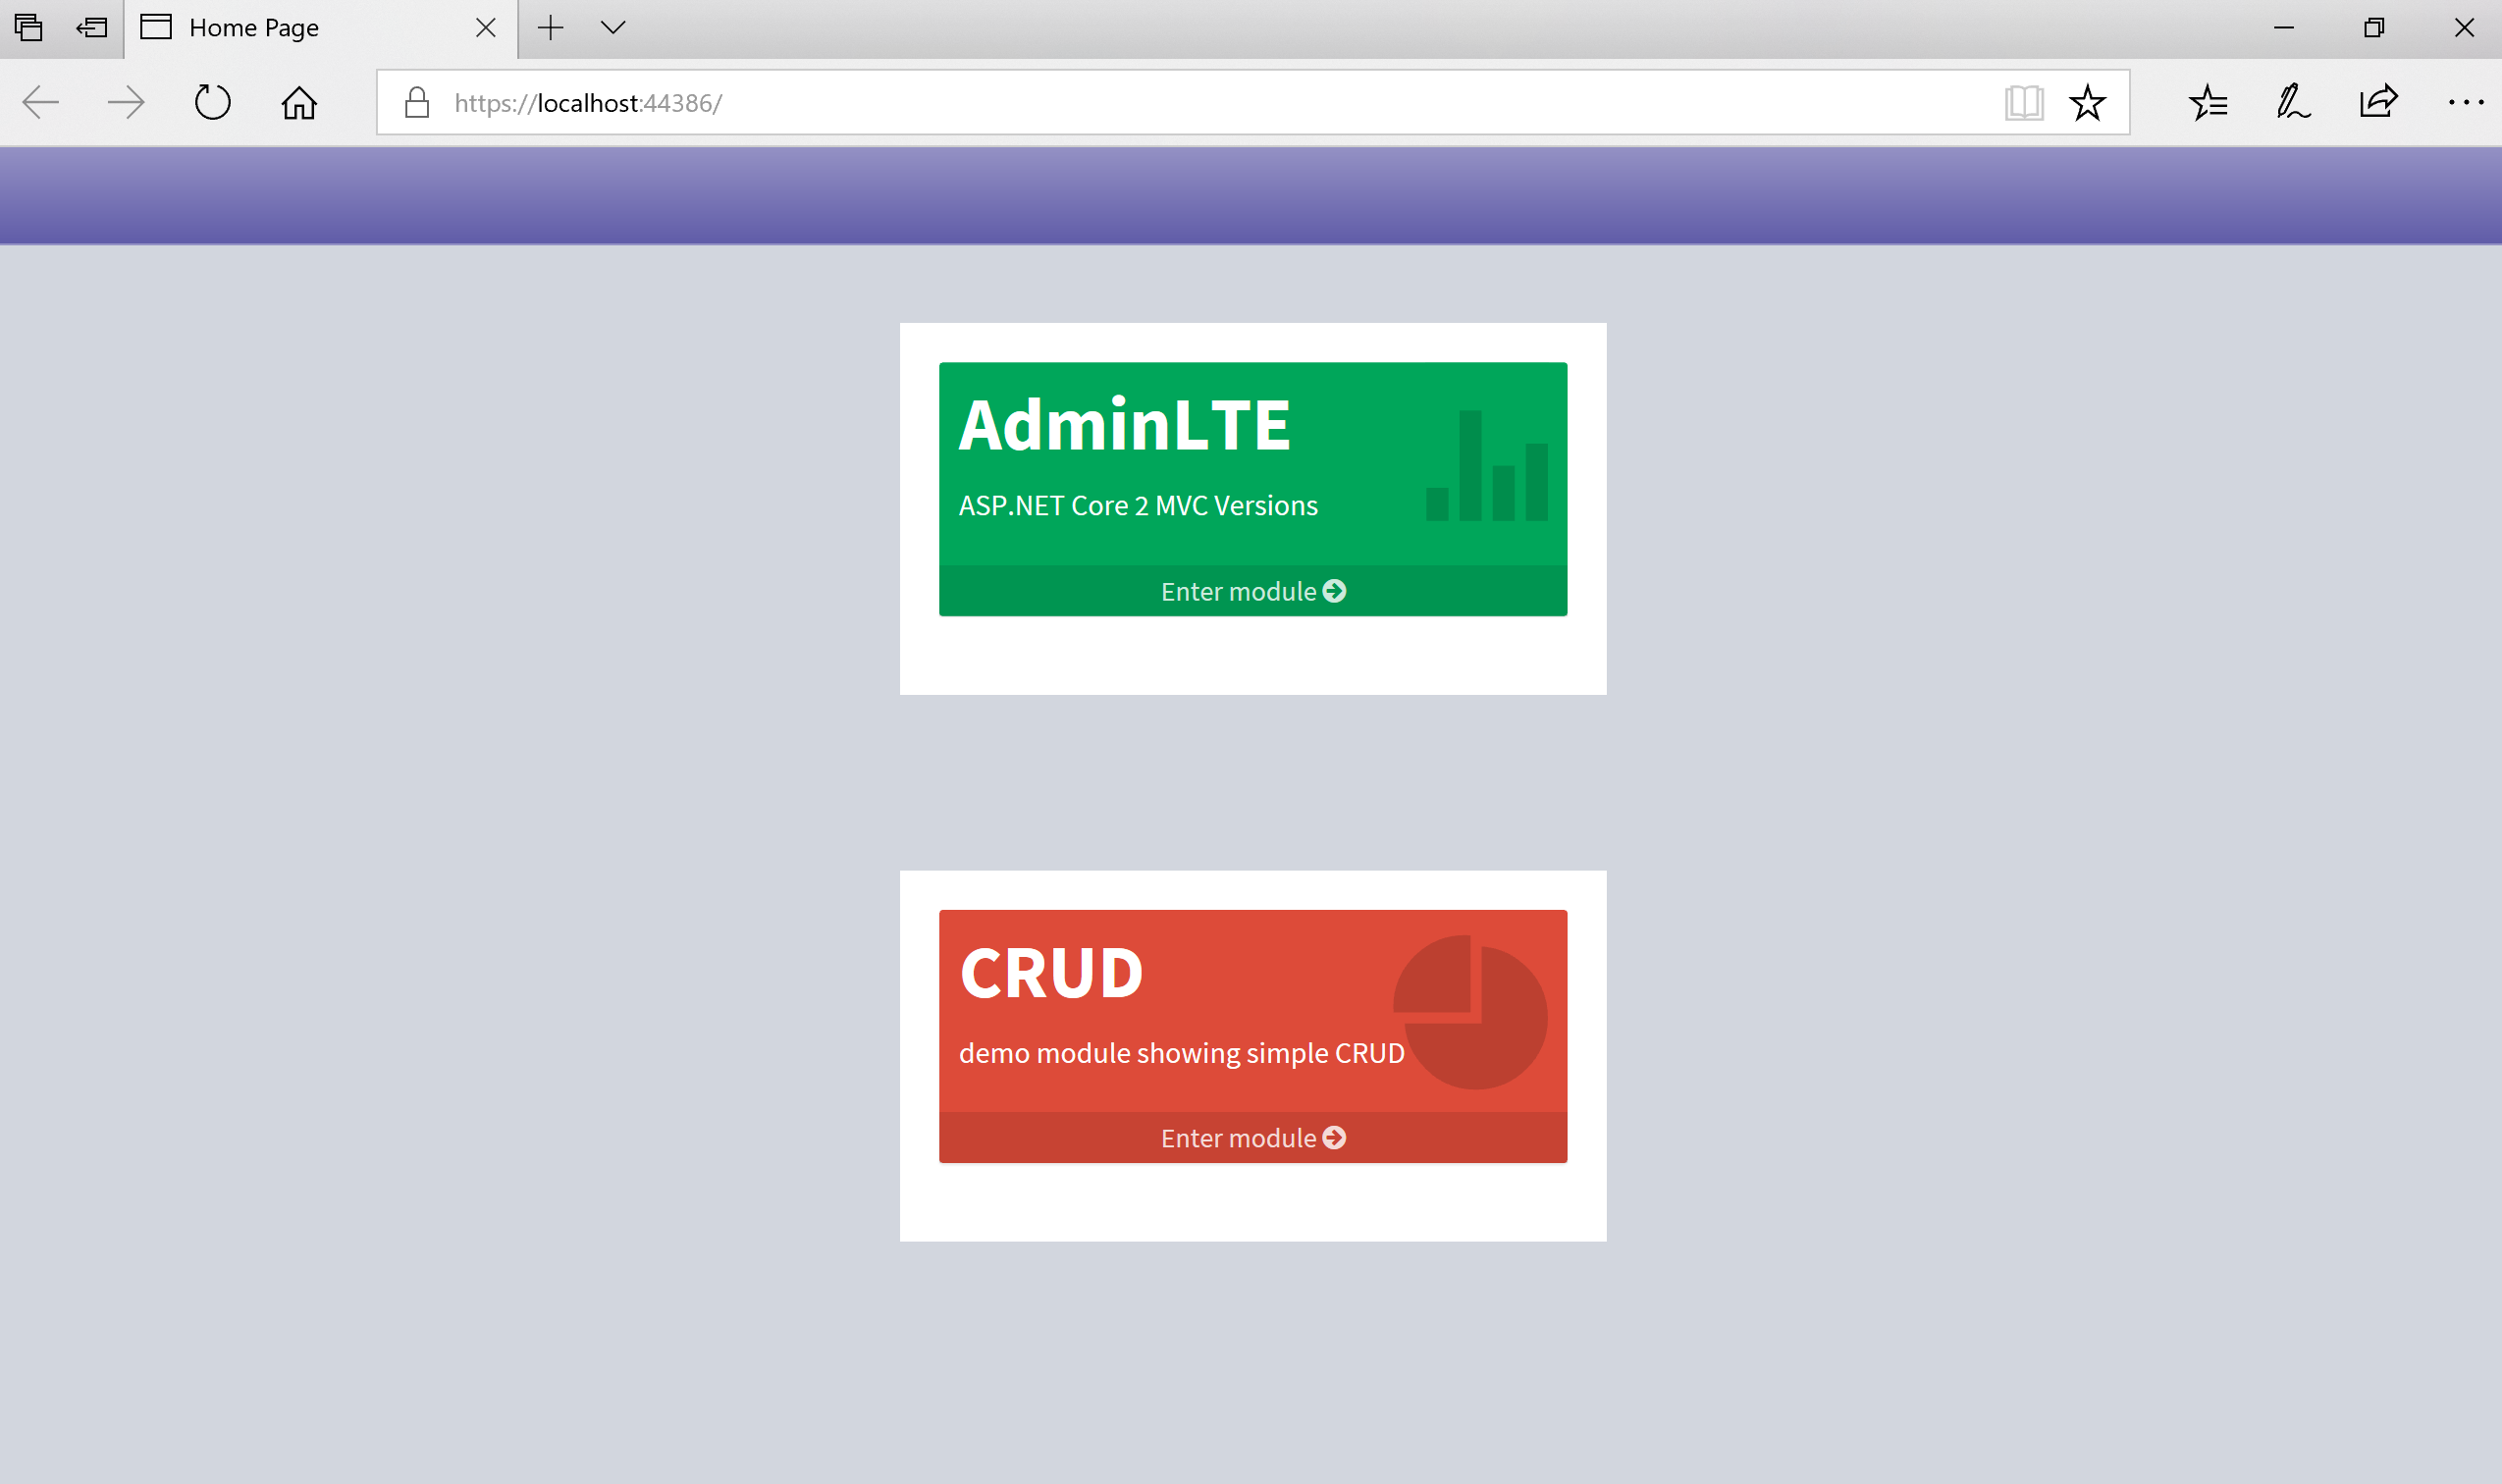 Home Page
https://localhost:44386/
AdminLTE
ASP.NET Core 2 MVC Versions
Enter module
CRUD
demo module showing simple CRUD
Enter module